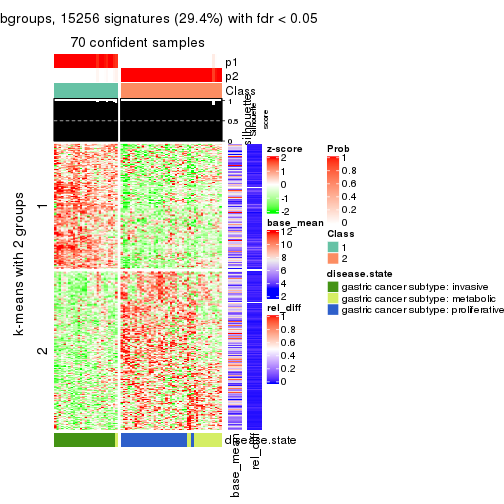 bgroups, 15256 signatures (29.4%) with fdr < 0.05
70 confident samples
p1
p2
Class
1
0.5
0
silhouette
Silhouette
score
k-means with 2 groups
1
2
z-score
2
1
0
-1
-2
base_mean
12
10
8
6
4
2
rel_diff
1
0.8
0.6
0.4
0.2
0
Prob
1
0.8
0.6
0.4
0.2
0
Class
1
2
disease.state
gastric cancer subtype: invasive
gastric cancer subtype: metabolic
gastric cancer subtype: proliferative
disease.state
base_mean
rel_diff